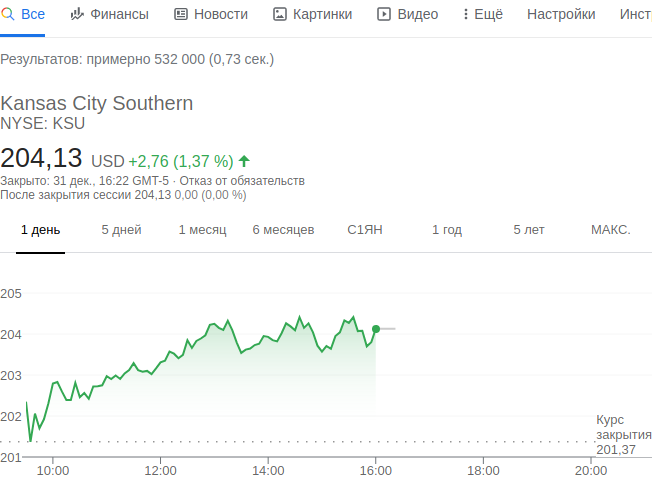 Все Финансы Новости Картинки Видео Ещё Настройки Инст
Результатов: примерно 532 000 (0,73 сек.)
Kansas City Southern
NYSE: KSU
204,13 USD +2,76 (1,37 %)
Закрыто: 31 дек., 16:22 GMT-5 · Отказ от обязательств
После закрытия сессии 204,13 0,00 (0,00 %)
1 день 5 дней 1 месяц 6 месяцев С1ЯН 1 год 5 лет МАКС.
205
204
203
202
Курс
закрытия
201,37
201
10:00 12:00 14:00 16:00 18:00 20:00